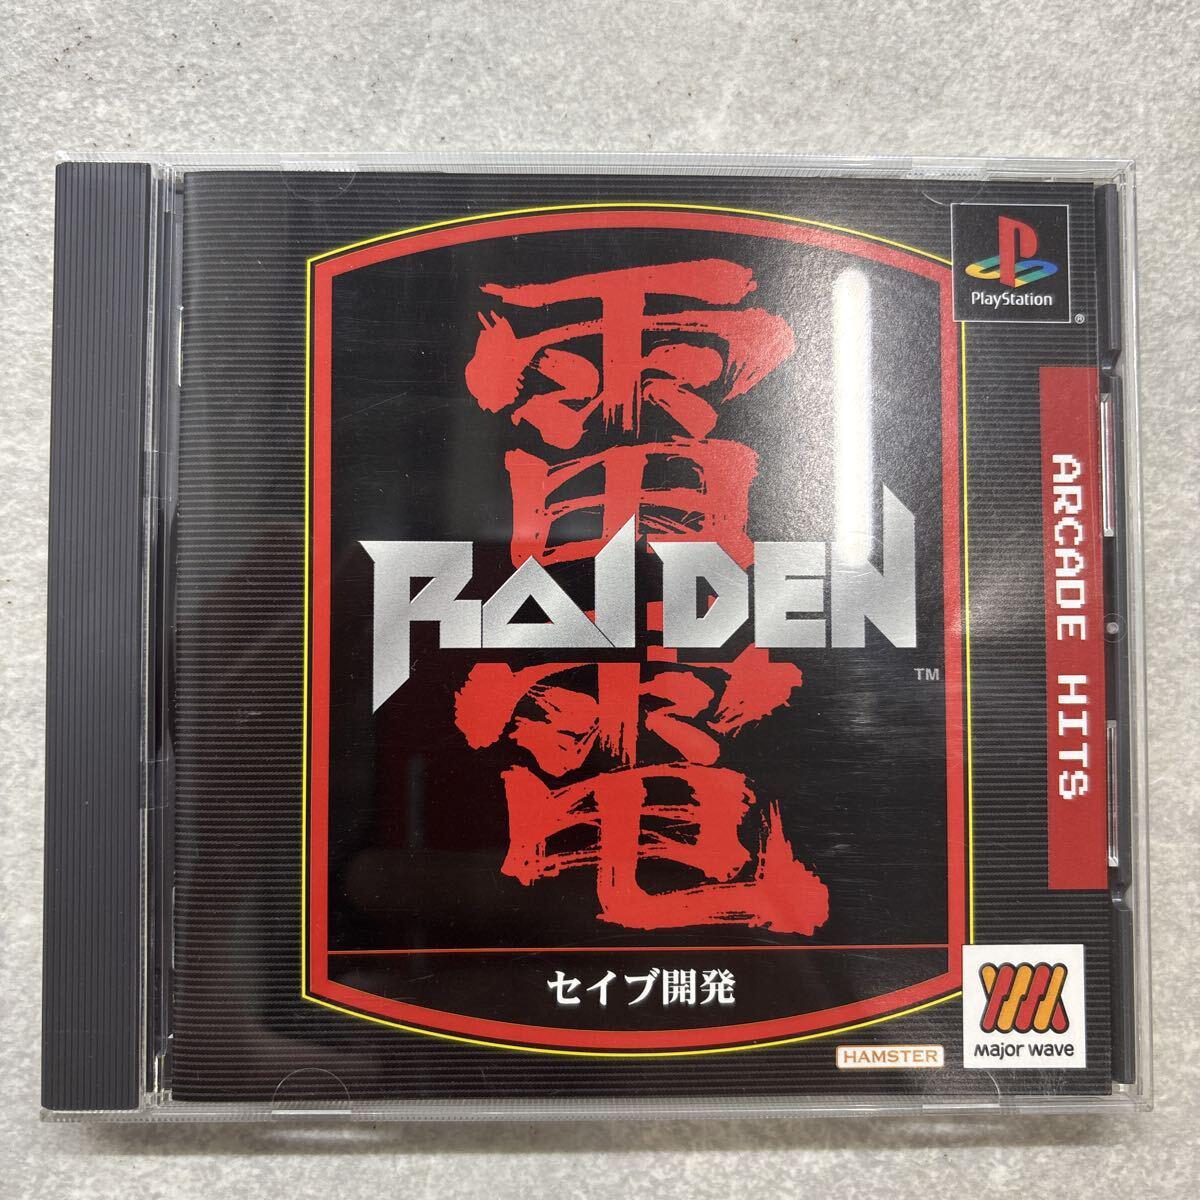 PlayStation
®
雷電
RAIDEN
TM
ARCADE HITS
セイブ開発
HAMSTER
major wave